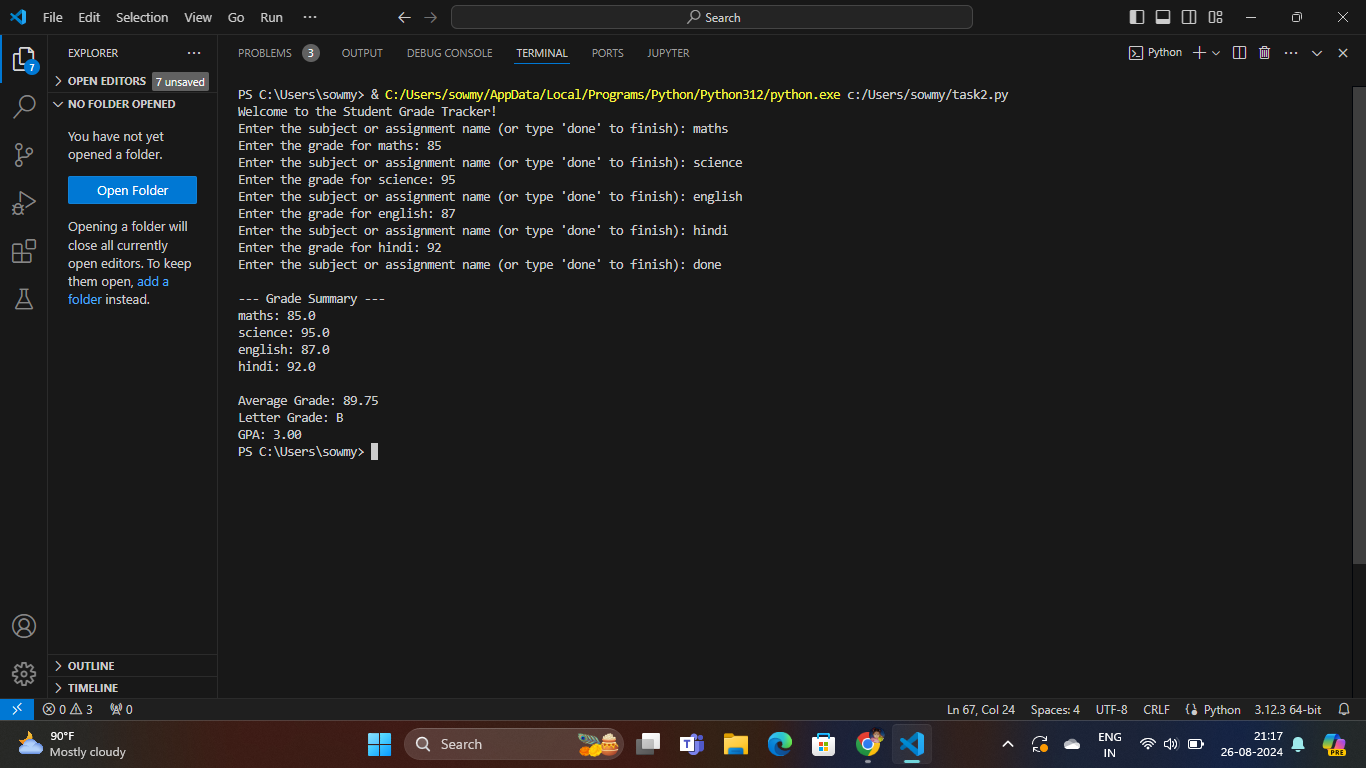 File Edit Selection View Go Run ··· Search
EXPLORER ···
OPEN EDITORS 7 unsaved
NO FOLDER OPENED
You have not yet
opened a folder.
Open Folder
Opening a folder will
close all currently
open editors. To keep
them open, add a
folder instead.
OUTLINE
TIMELINE
7
PROBLEMS 3 OUTPUT DEBUG CONSOLE TERMINAL PORTS JUPYTER Python ···
PS C:\Users\sowmy> & C:/Users/sowmy/AppData/Local/Programs/Python/Python312/python.exe c:/Users/sowmy/task2.py
Welcome to the Student Grade Tracker!
Enter the subject or assignment name (or type 'done' to finish): maths
Enter the grade for maths: 85
Enter the subject or assignment name (or type 'done' to finish): science
Enter the grade for science: 95
Enter the subject or assignment name (or type 'done' to finish): english
Enter the grade for english: 87
Enter the subject or assignment name (or type 'done' to finish): hindi
Enter the grade for hindi: 92
Enter the subject or assignment name (or type 'done' to finish): done
--- Grade Summary ---
maths: 85.0
science: 95.0
english: 87.0
hindi: 92.0
Average Grade: 89.75
Letter Grade: B
GPA: 3.00
PS C:\Users\sowmy>
0 3 0 Ln 67, Col 24 Spaces: 4 UTF-8 CRLF Python 3.12.3 64-bit
90°F
Mostly cloudy
Search
ENG
IN
21:17
26-08-2024
PRE